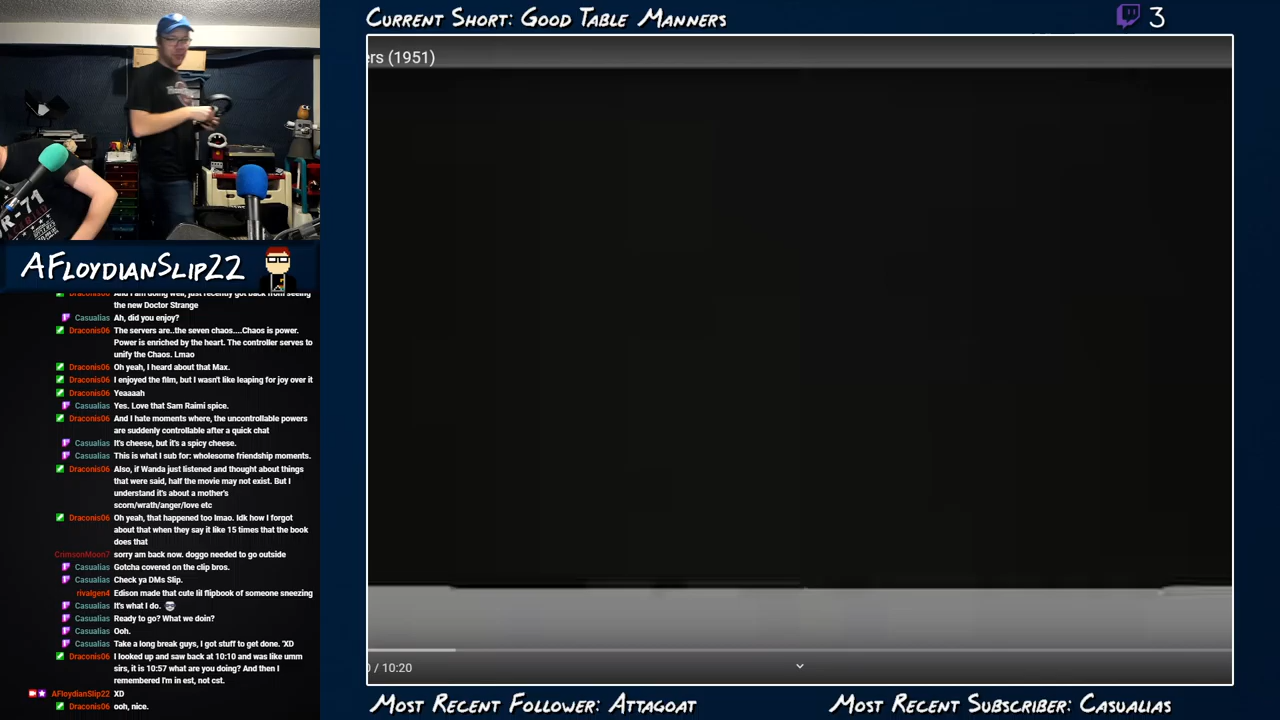 Current Short: Good Table Manners
3
ers (1951)
AFloydianSlip22
the new Doctor Strange
Casualias Ah, did you enjoy?
Draconis06 The servers are..the seven chaos....Chaos is power.
Power is enriched by the heart. The controller serves to
unify the Chaos. Lmao
Draconis06 Oh yeah, I heard about that Max.
Draconis06 I enjoyed the film, but I wasn't like leaping for joy over it
Draconis06 Yeaaaah
Casualias Yes. Love that Sam Raimi spice.
Draconis06 And I hate moments where, the uncontrollable powers
are suddenly controllable after a quick chat
Casualias It's cheese, but it's a spicy cheese.
Casualias This is what I sub for: wholesome friendship moments.
Draconis06 Also, if Wanda just listened and thought about things
that were said, half the movie may not exist. But I
understand it's about a mother's
scorn/wrath/anger/love etc
Draconis06 Oh yeah, that happened too lmao. Idk how I forgot
about that when they say it like 15 times that the book
does that
CrimsonMoon7 sorry am back now. doggo needed to go outside
Casualias Gotcha covered on the clip bros.
Casualias Check ya DMs Slip.
rivalgen4 Edison made that cute lil flipbook of someone sneezing
Casualias It's what I do.
Casualias Ready to go? What we doin?
Casualias Ooh.
Casualias Take a long break guys, I got stuff to get done. 'XD
Draconis06 I looked up and saw back at 10:10 and was like umm
sirs, it is 10:57 what are you doing? And then I
remembered I'm in est, not cst.
AFloydianSlip22 XD
Draconis06 ooh, nice.
/ 10:20
Most Recent Follower: Attagoat
Most Recent Subscriber: Casualias